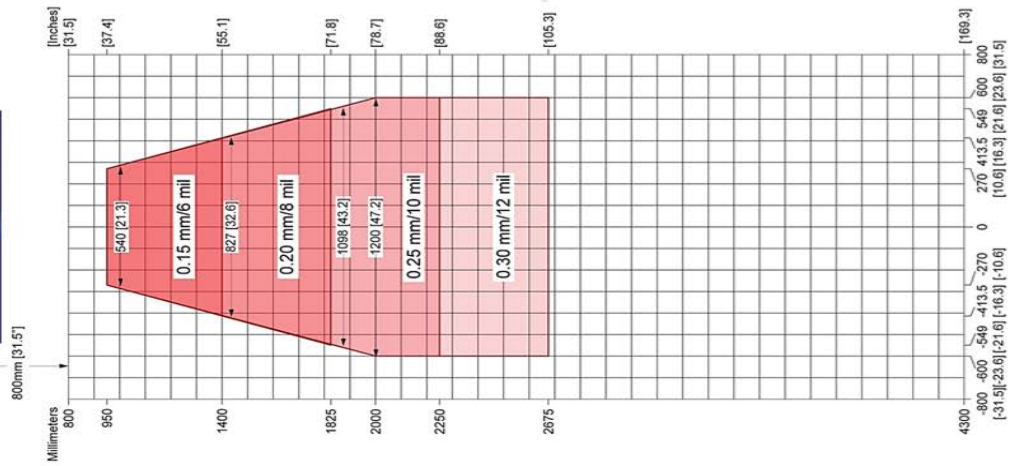 800mm [31.5"]
Millimeters
[Inches]
800
[31.5]
950
[37.4]
1400
[55.1]
1825
[71.8]
2000
[78.7]
2250
[88.6]
2675
[105.3]
4300
[169.3]
540 [21.3]
0.15 mm/6 mil
827 [32.6]
0.20 mm/8 mil
1098 [43.2]
1200 [47.2]
0.25 mm/10 mil
0.30 mm/12 mil
-800 -600 -549 -413.5 -270 0 270 413.5 549 600 800
[-31.5] [-23.6] [-21.6] [-16.3] [-10.6] [10.6] [16.3] [21.6] [23.6] [31.5]